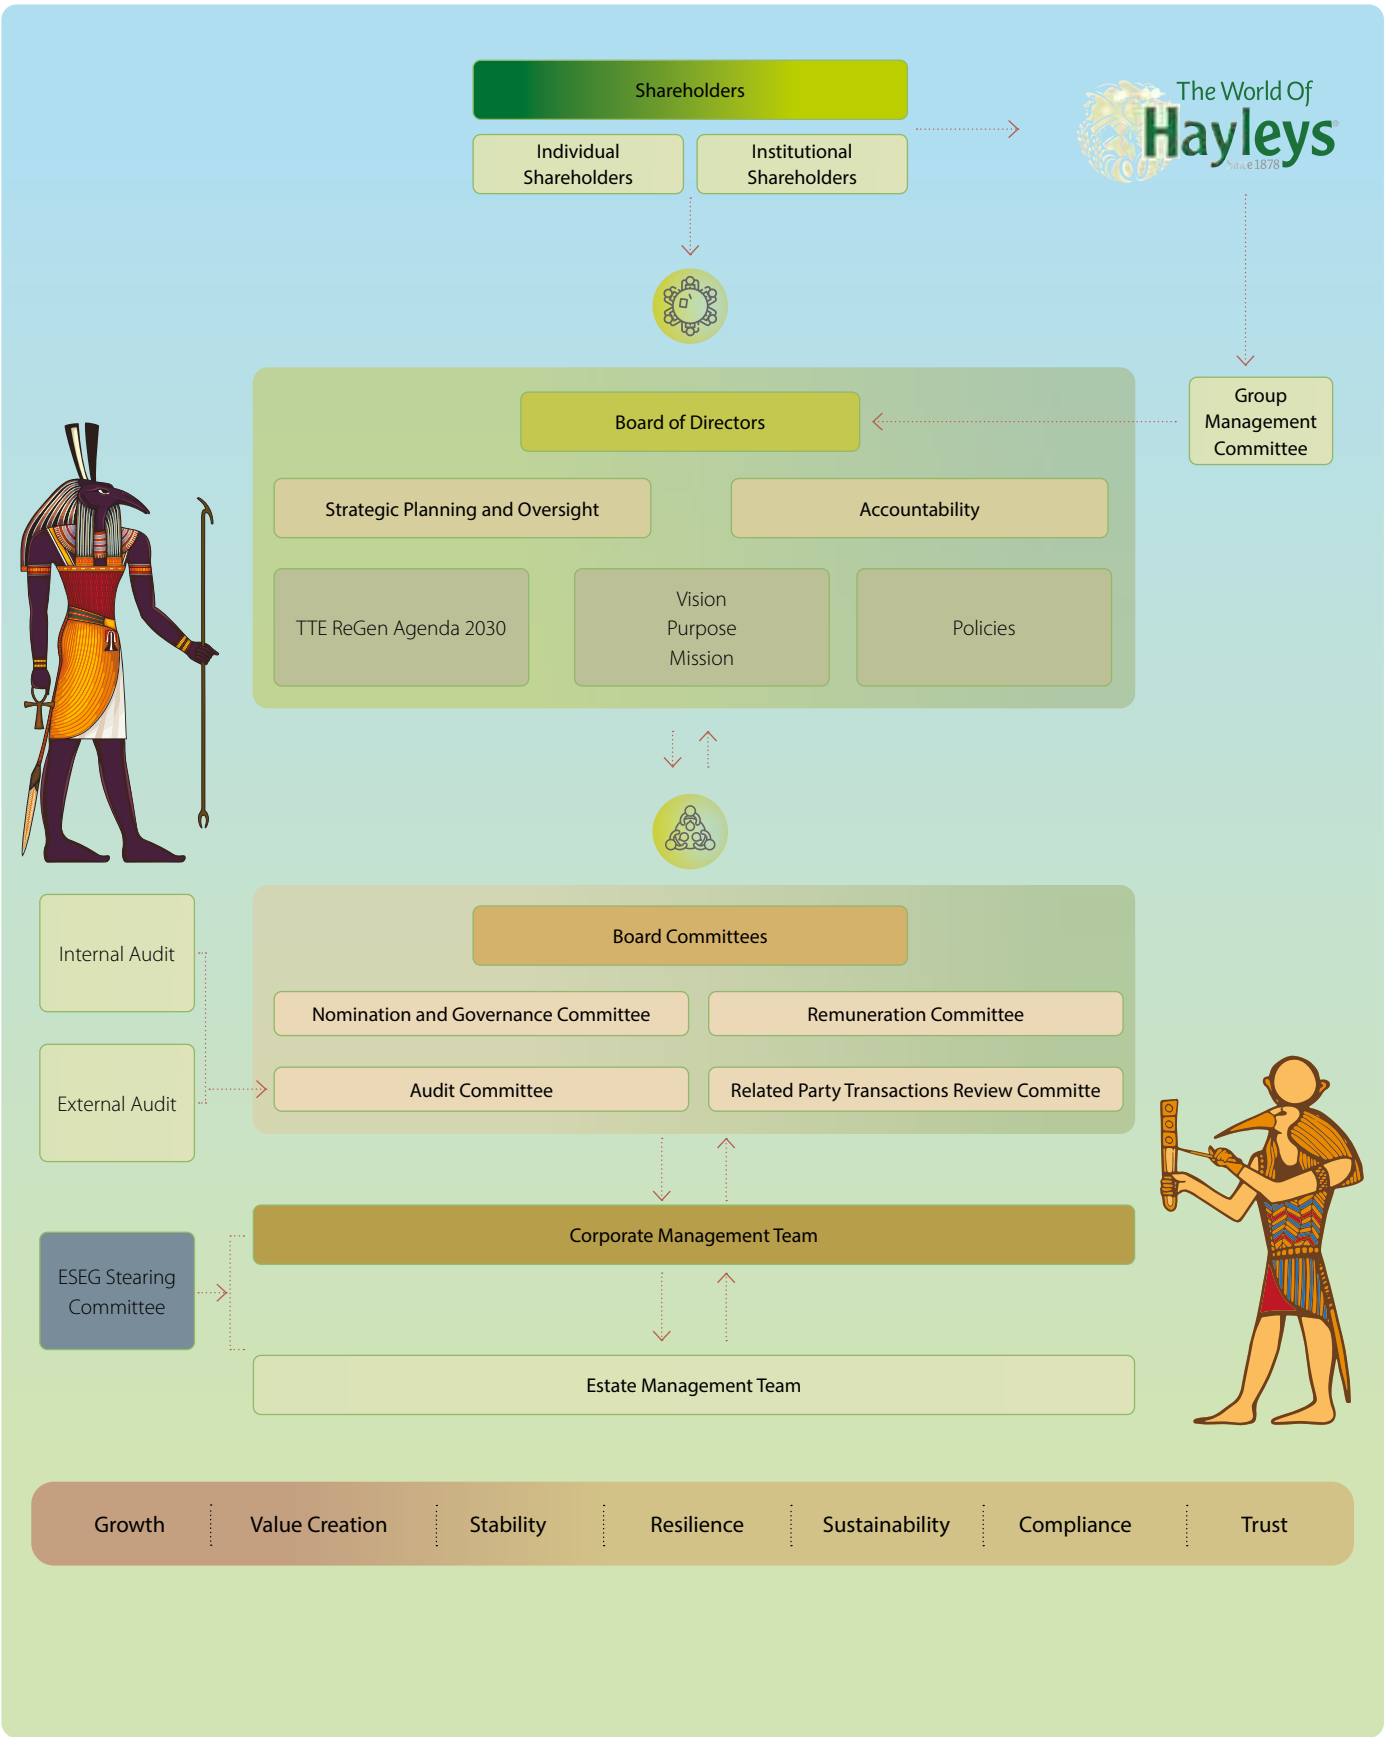 Shareholders
Individual
Shareholders
Institutional
Shareholders
The World Of
Hayleys
Since 1878
Group
Management
Committee
Board of Directors
Strategic Planning and Oversight
Accountability
TTE ReGen Agenda 2030
Vision
Purpose
Mission
Policies
Internal Audit
External Audit
Board Committees
Nomination and Governance Committee
Remuneration Committee
Audit Committee
Related Party Transactions Review Committe
Corporate Management Team
ESEG Stearing
Committee
Estate Management Team
Growth
Value Creation
Stability
Resilience
Sustainability
Compliance
Trust